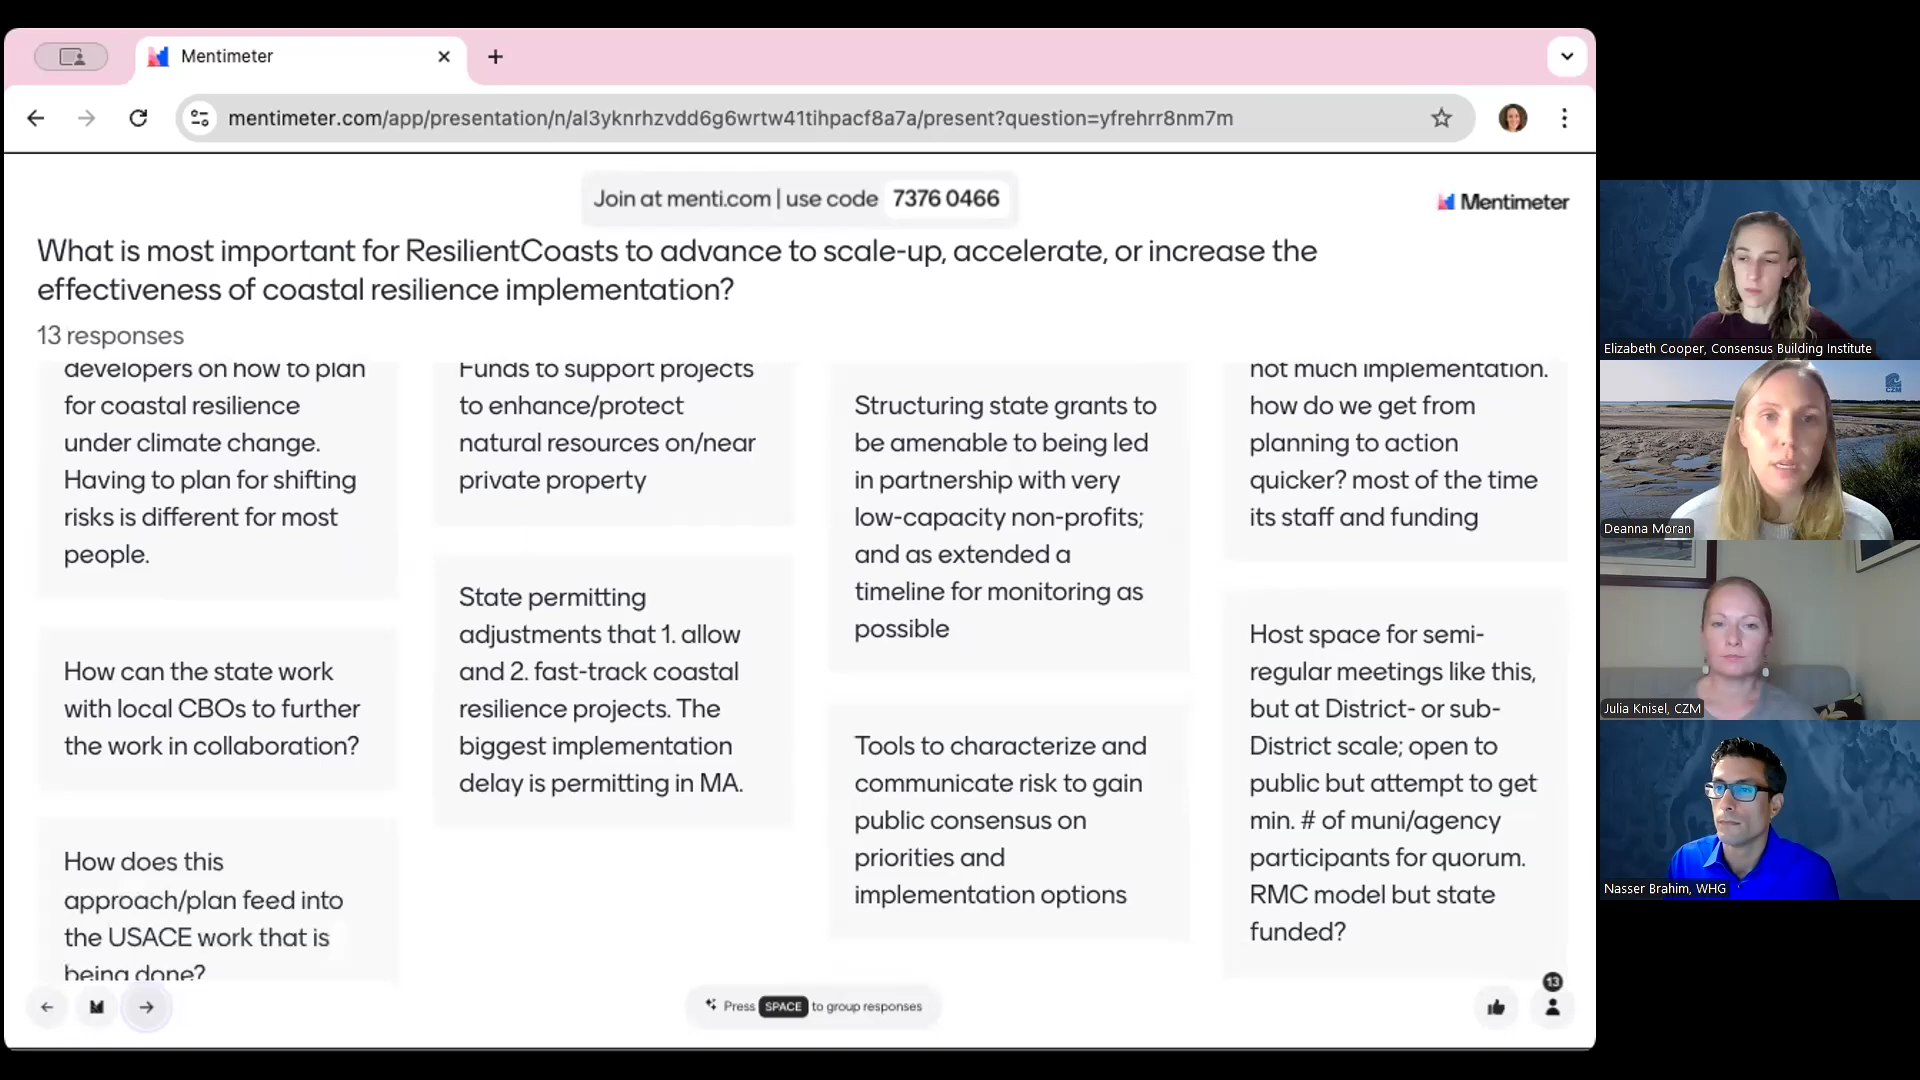 Mentimeter
mentimeter.com/app/presentation/n/al3yknrhzvdd6g6wrtw41tihpacf8a7a/present?question=yfrehrr8nm7m
Join at menti.com | use code 7376 0466
Mentimeter
What is most important for ResilientCoasts to advance to scale-up, accelerate, or increase the
effectiveness of coastal resilience implementation?
13 responses
developers on how to plan
for coastal resilience
under climate change.
Having to plan for shifting
risks is different for most
people.
How can the state work
with local CBOs to further
the work in collaboration?
How does this
approach/plan feed into
the USACE work that is
being done?
Funds to support projects
to enhance/protect
natural resources on/near
private property
State permitting
adjustments that 1. allow
and 2. fast-track coastal
resilience projects. The
biggest implementation
delay is permitting in MA.
Structuring state grants to
be amenable to being led
in partnership with very
low-capacity non-profits;
and as extended a
timeline for monitoring as
possible
Tools to characterize and
communicate risk to gain
public consensus on
priorities and
implementation options
not much implementation.
how do we get from
planning to action
quicker? most of the time
its staff and funding
Host space for semi-
regular meetings like this,
but at District- or sub-
District scale; open to
public but attempt to get
min. # of muni/agency
participants for quorum.
RMC model but state
funded?
Press SPACE to group responses
13
Elizabeth Cooper, Consensus Building Institute
CZM
Deanna Moran
Julia Knisel, CZM
Nasser Brahim, WHG